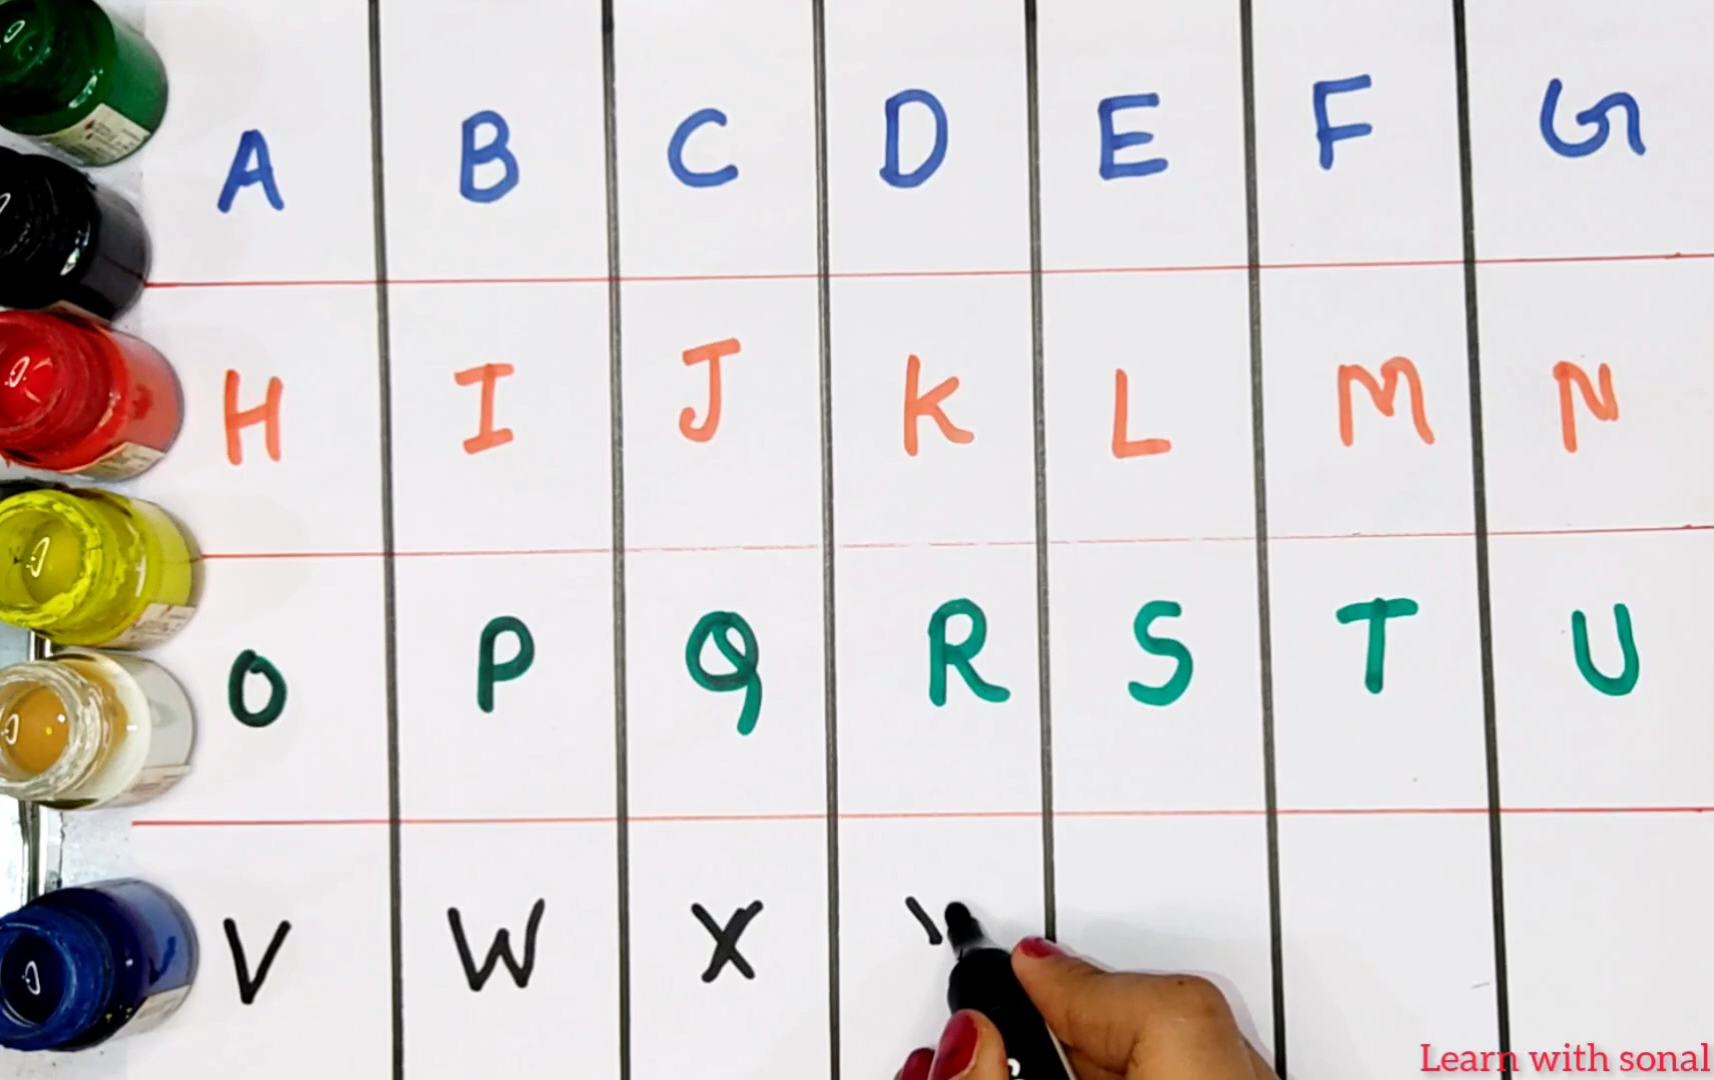 A B C D E F G
H I J K L M N
O P Q R S T U
V W X
Learn with sonal